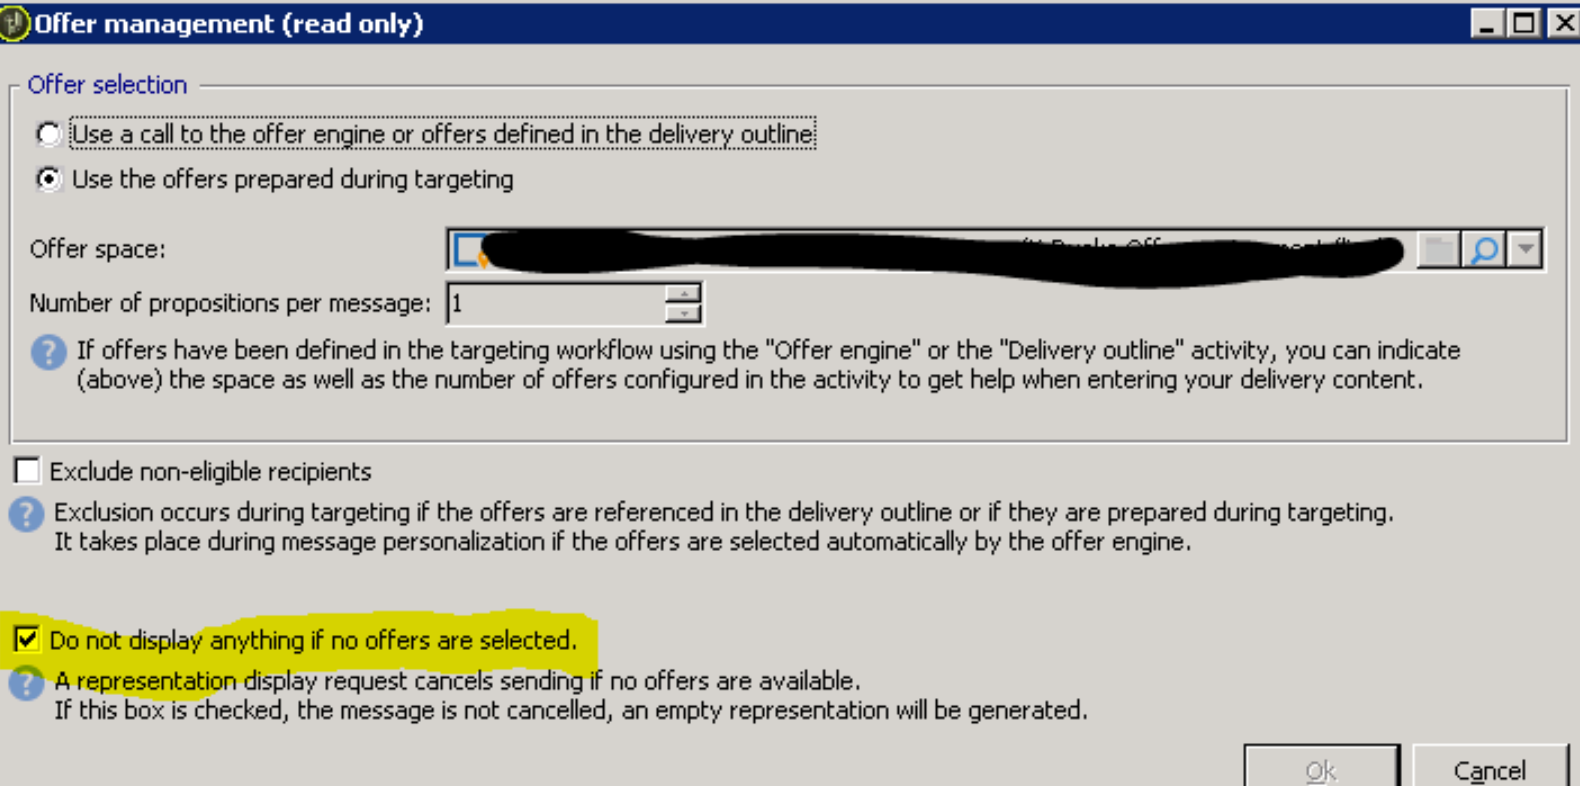 Offer management (read only)
Offer selection
Use a call to the offer engine or offers defined in the delivery outline
Use the offers prepared during targeting
Offer space:
Number of propositions per message: 1
If offers have been defined in the targeting workflow using the "Offer engine" or the "Delivery outline" activity, you can indicate
(above) the space as well as the number of offers configured in the activity to get help when entering your delivery content.
Exclude non-eligible recipients
Exclusion occurs during targeting if the offers are referenced in the delivery outline or if they are prepared during targeting.
It takes place during message personalization if the offers are selected automatically by the offer engine.
Do not display anything if no offers are selected.
A representation display request cancels sending if no offers are available.
If this box is checked, the message is not cancelled, an empty representation will be generated.
Ok Cancel